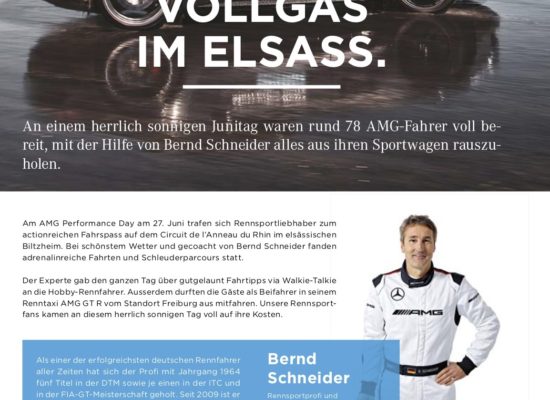 VOLLGAS
IM ELSASS.
An einem herrlich sonnigen Junitag waren rund 78 AMG-Fahrer voll be-
reit, mit der Hilfe von Bernd Schneider alles aus ihren Sportwagen rauszu-
holen.
Am AMG Performance Day am 27. Juni trafen sich Rennsportliebhaber zum
actionreichen Fahrspass auf dem Circuit de l'Anneau du Rhin im elsässischen
Biltzheim. Bei schönstem Wetter und gecoacht von Bernd Schneider fanden
adrenalinreiche Fahrten und Schleuderparcours statt.
Der Experte gab den ganzen Tag über gutgelaunt Fahrtipps via Walkie-Talkie
an die Hobby-Rennfahrer. Ausserdem durften die Gäste als Beifahrer in seinem
Renntaxi AMG GT R vom Standort Freiburg aus mitfahren. Unsere Rennsport-
fans kamen an diesem herrlich sonnigen Tag voll auf ihre Kosten.
AMG
Als einer der erfolgreichsten deutschen Rennfahrer
aller Zeiten hat sich der Profi mit Jahrgang 1964
fünf Titel in der DTM sowie je einen in der ITC und
in der FIA-GT-Meisterschaft geholt. Seit 2009 ist er
Bernd
Schneider
Rennsportprofi und